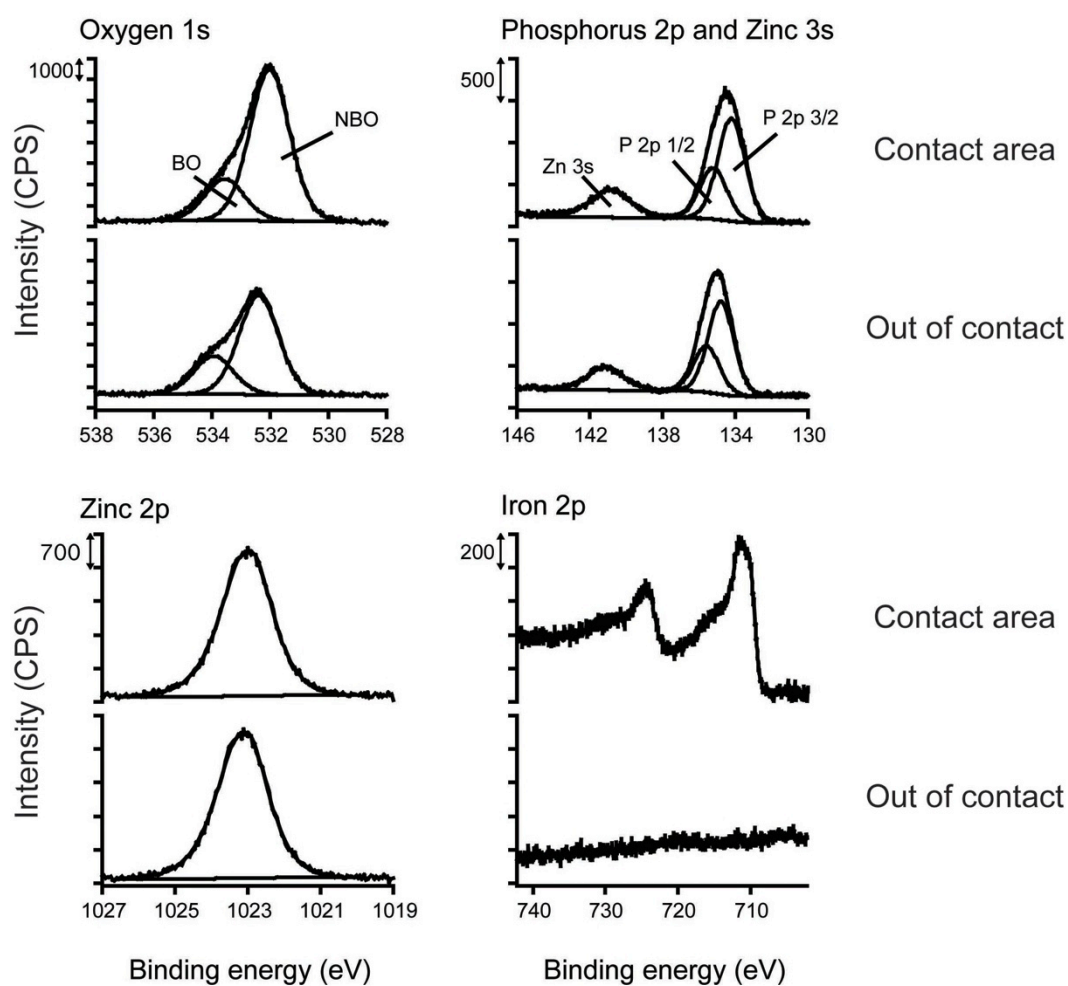 Oxygen 1s
Phosphorus 2p and Zinc 3s
1000
NBO
BO
500
P 2p 3/2
P 2p 1/2
Zn 3s
Contact area
Intensity (CPS)
Out of contact
538 536 534 532 530 528
146 142 138 134 130
Zinc 2p
Iron 2p
700
200
Contact area
Intensity (CPS)
Out of contact
1027 1025 1023 1021 1019
740 730 720 710
Binding energy (eV)
Binding energy (eV)